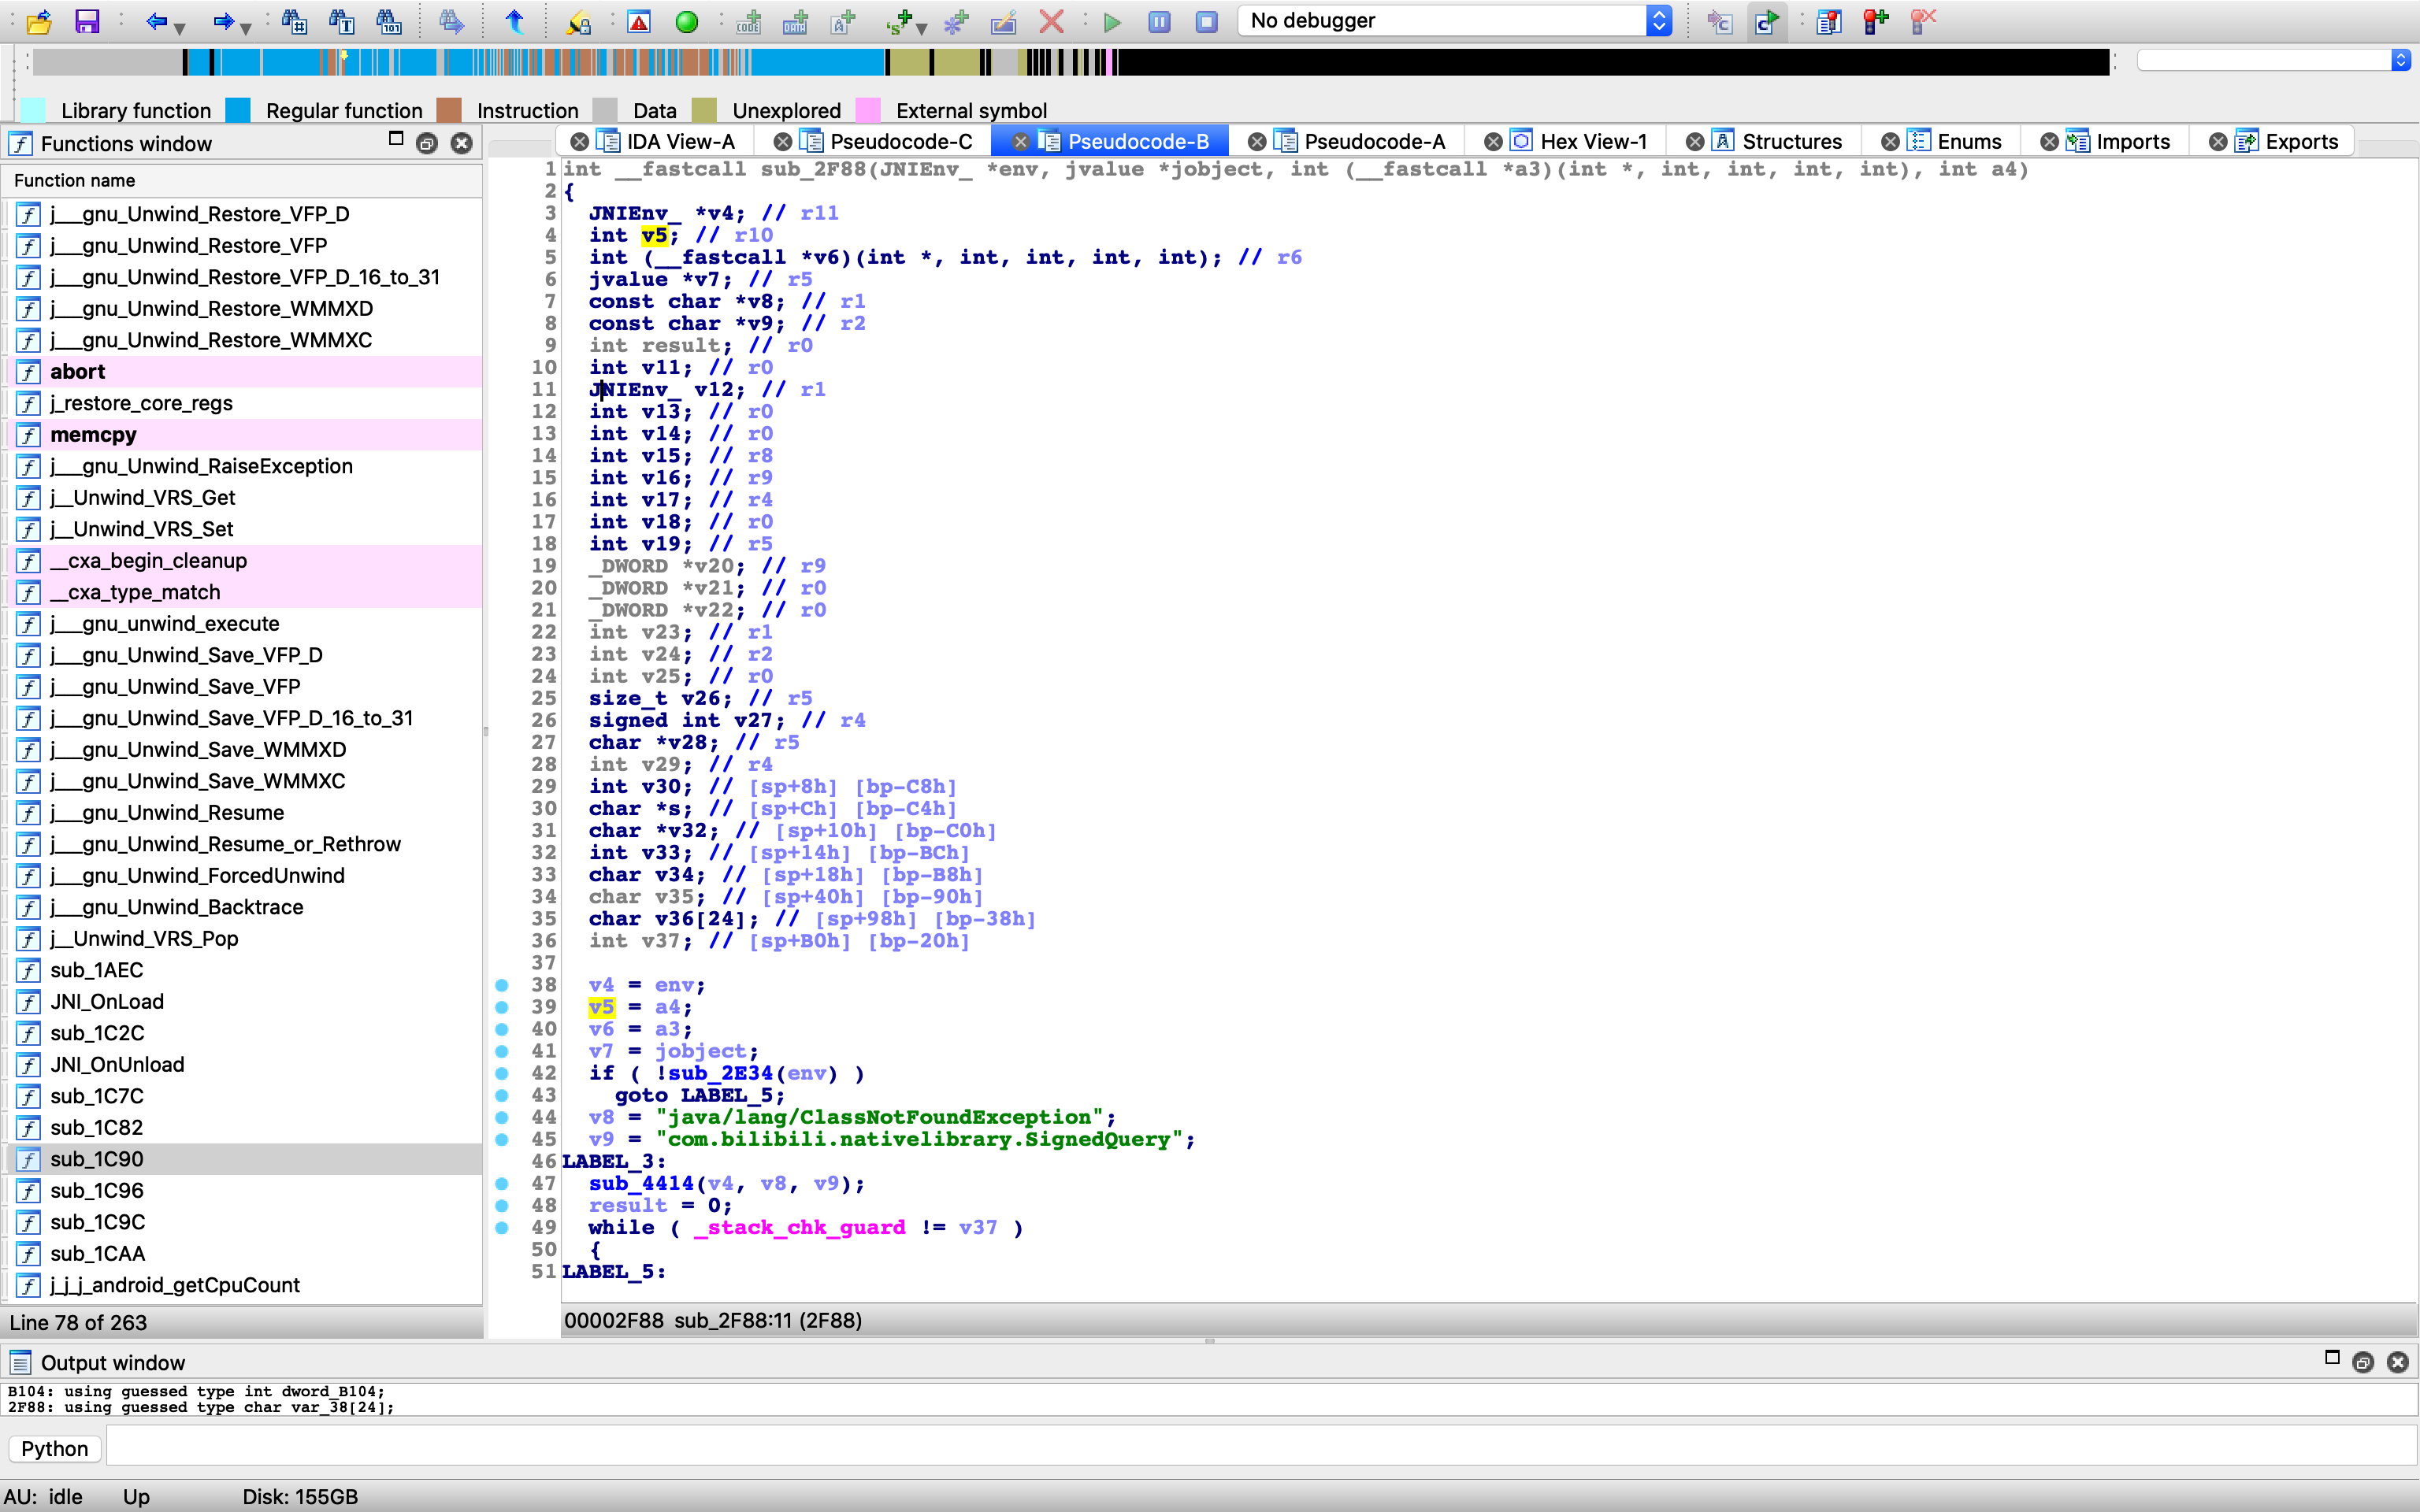 No debugger
Library function Regular function Instruction Data Unexplored External symbol
Functions window
IDA View-A Pseudocode-C Pseudocode-B Pseudocode-A Hex View-1 Structures Enums Imports Exports
Function name
j___gnu_Unwind_Restore_VFP_D
j___gnu_Unwind_Restore_VFP
j___gnu_Unwind_Restore_VFP_D_16_to_31
j___gnu_Unwind_Restore_WMMXD
j___gnu_Unwind_Restore_WMMXC
abort
j_restore_core_regs
memcpy
j___gnu_Unwind_RaiseException
j__Unwind_VRS_Get
j__Unwind_VRS_Set
__cxa_begin_cleanup
__cxa_type_match
j___gnu_unwind_execute
j___gnu_Unwind_Save_VFP_D
j___gnu_Unwind_Save_VFP
j___gnu_Unwind_Save_VFP_D_16_to_31
j___gnu_Unwind_Save_WMMXD
j___gnu_Unwind_Save_WMMXC
j___gnu_Unwind_Resume
j___gnu_Unwind_Resume_or_Rethrow
j___gnu_Unwind_ForcedUnwind
j___gnu_Unwind_Backtrace
j__Unwind_VRS_Pop
sub_1AEC
JNI_OnLoad
sub_1C2C
JNI_OnUnload
sub_1C7C
sub_1C82
sub_1C90
sub_1C96
sub_1C9C
sub_1CAA
j_j_j_android_getCpuCount
Line 78 of 263
1 int __fastcall sub_2F88(JNIEnv_ *env, jvalue *jobject, int (__fastcall *a3)(int *, int, int, int, int), int a4)
2 {
3 JNIEnv_ *v4; // r11
4 int v5; // r10
5 int (__fastcall *v6)(int *, int, int, int, int); // r6
6 jvalue *v7; // r5
7 const char *v8; // r1
8 const char *v9; // r2
9 int result; // r0
10 int v11; // r0
11 JNIEnv_ v12; // r1
12 int v13; // r0
13 int v14; // r0
14 int v15; // r8
15 int v16; // r9
16 int v17; // r4
17 int v18; // r0
18 int v19; // r5
19 _DWORD *v20; // r9
20 _DWORD *v21; // r0
21 _DWORD *v22; // r0
22 int v23; // r1
23 int v24; // r2
24 int v25; // r0
25 size_t v26; // r5
26 signed int v27; // r4
27 char *v28; // r5
28 int v29; // r4
29 int v30; // [sp+8h] [bp-C8h]
30 char *s; // [sp+Ch] [bp-C4h]
31 char *v32; // [sp+10h] [bp-C0h]
32 int v33; // [sp+14h] [bp-BCh]
33 char v34; // [sp+18h] [bp-B8h]
34 char v35; // [sp+40h] [bp-90h]
35 char v36[24]; // [sp+98h] [bp-38h]
36 int v37; // [sp+B0h] [bp-20h]
37
38 v4 = env;
39 v5 = a4;
40 v6 = a3;
41 v7 = jobject;
42 if ( !sub_2E34(env) )
43 goto LABEL_5;
44 v8 = "java/lang/ClassNotFoundException";
45 v9 = "com.bilibili.nativelibrary.SignedQuery";
46 LABEL_3:
47 sub_4414(v4, v8, v9);
48 result = 0;
49 while ( _stack_chk_guard != v37 )
50 {
51 LABEL_5:
00002F88 sub_2F88:11 (2F88)
Output window
B104: using guessed type int dword_B104;
2F88: using guessed type char var_38[24];
Python
AU: idle Up Disk: 155GB